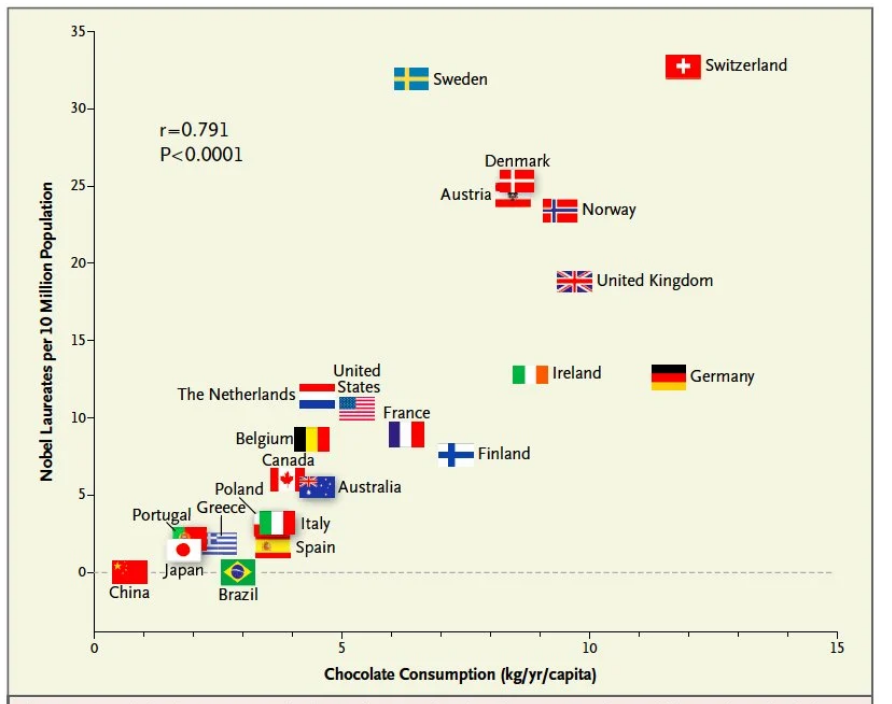 35
30
25
20
15
10
5
0
Nobel Laureates per 10 Million Population
r=0.791
P<0.0001
Sweden
Switzerland
Denmark
Austria
Norway
United Kingdom
Ireland
Germany
United
States
The Netherlands
France
Belgium
Finland
Canada
Australia
Poland
Portugal
Greece
Italy
Spain
Japan
China
Brazil
0
5
10
15
Chocolate Consumption (kg/yr/capita)